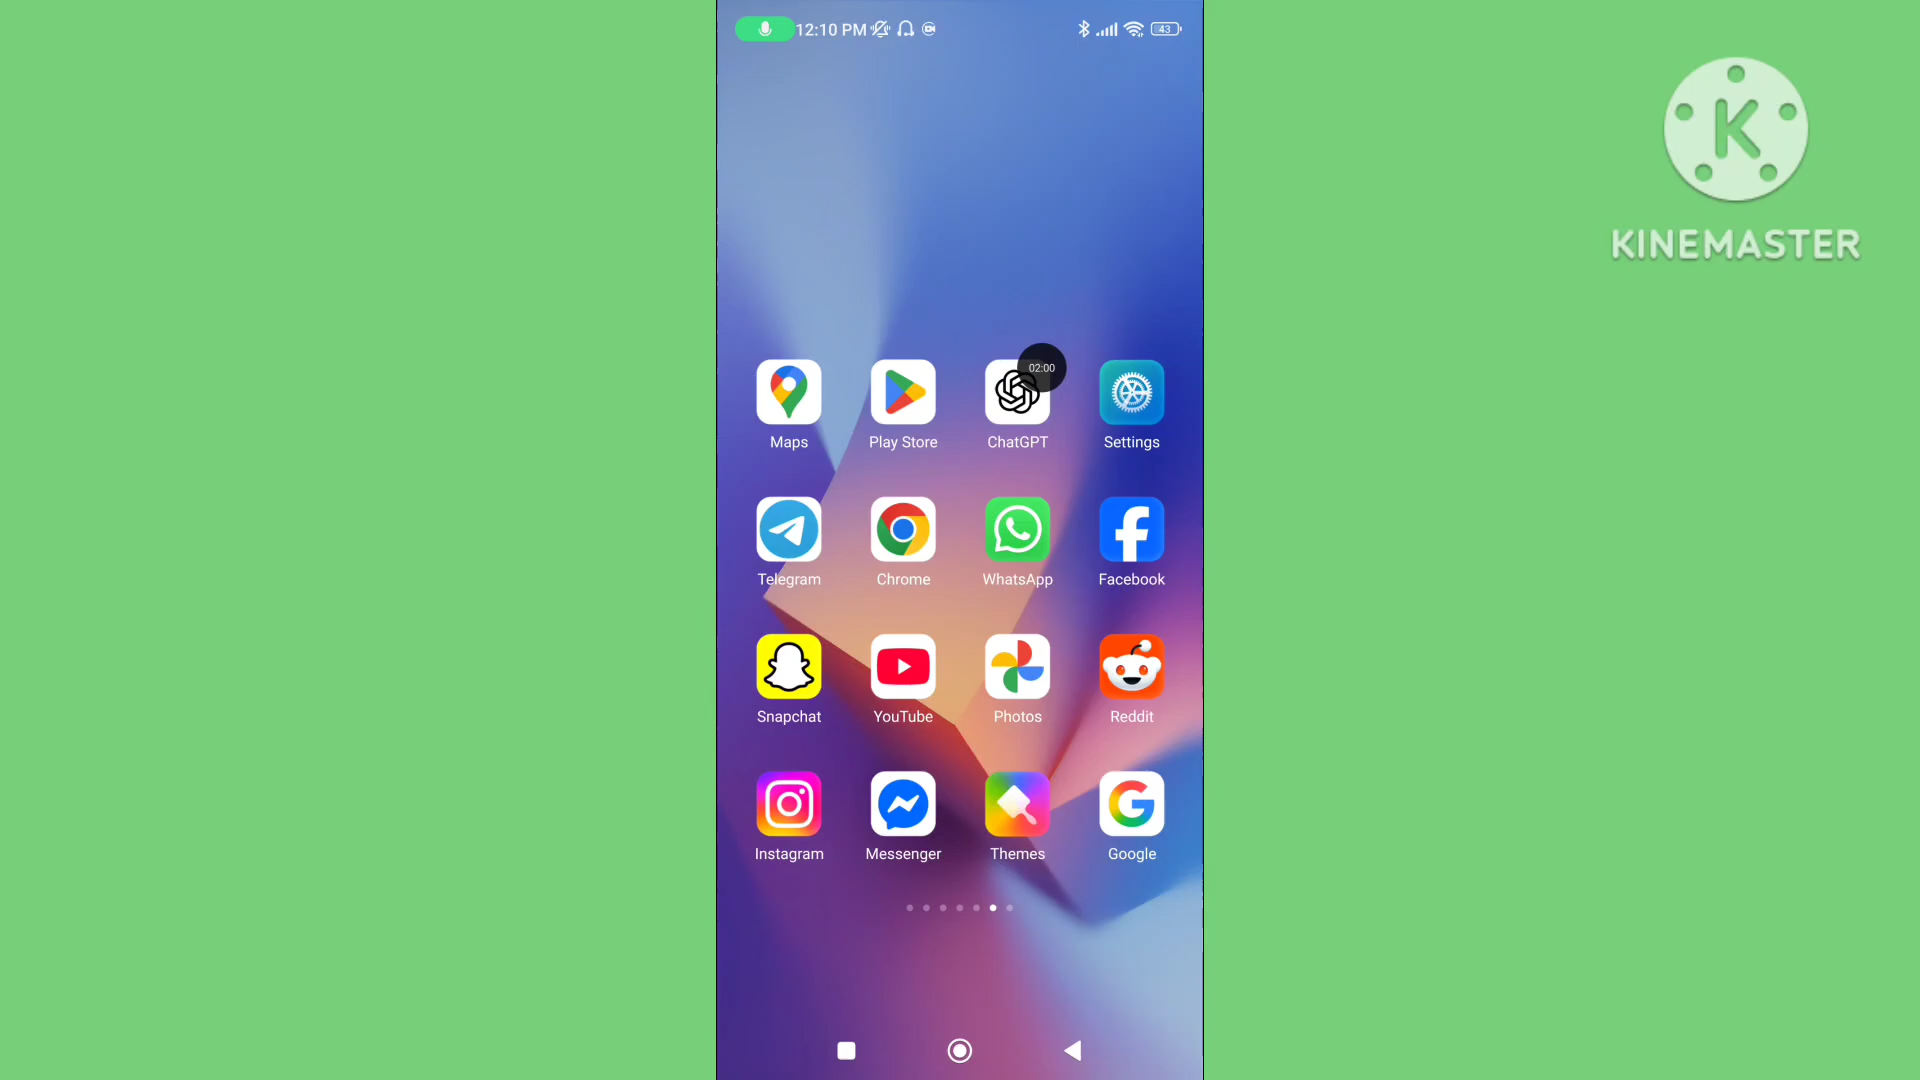 12:10 PM
43
K
KINEMASTER
02:00
Maps
Play Store
ChatGPT
Settings
Telegram
Chrome
WhatsApp
Facebook
Snapchat
YouTube
Photos
Reddit
Instagram
Messenger
Themes
Google